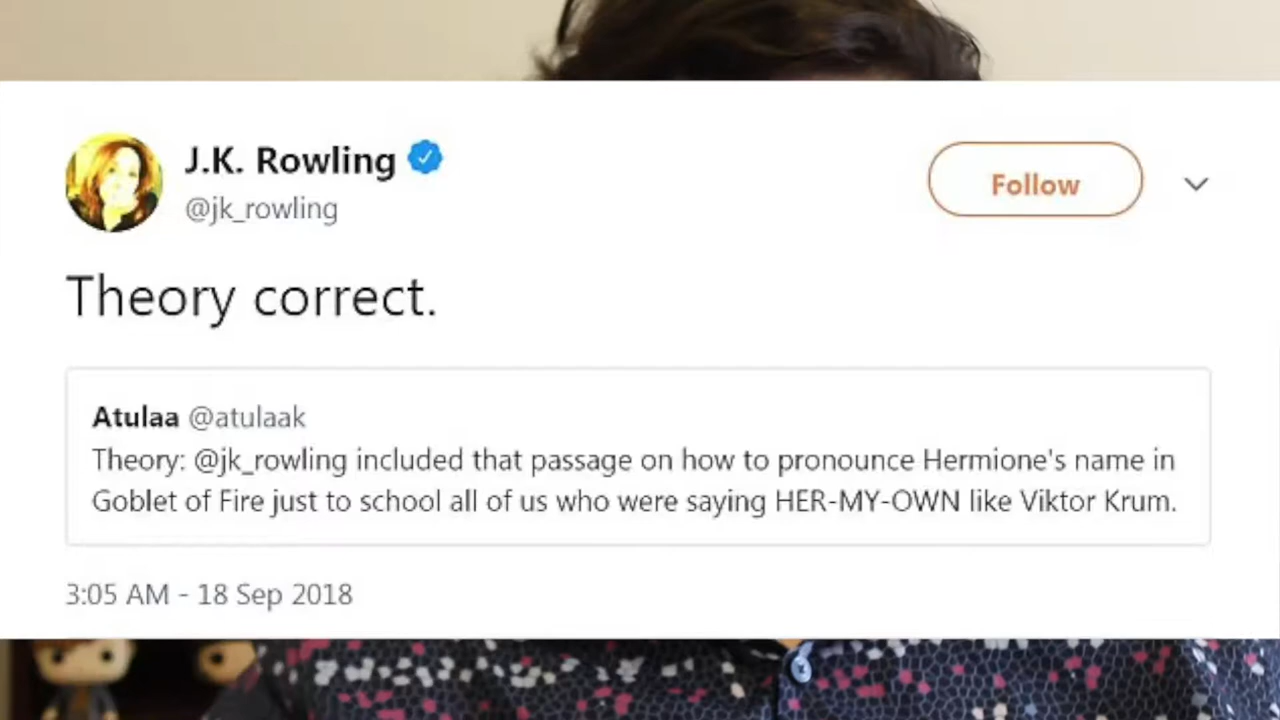 J.K. Rowling
@jk_rowling
Follow
Theory correct.
Atulaa @atulaak
Theory: @jk_rowling included that passage on how to pronounce Hermione's name in
Goblet of Fire just to school all of us who were saying HER-MY-OWN like Viktor Krum.
3:05 AM - 18 Sep 2018